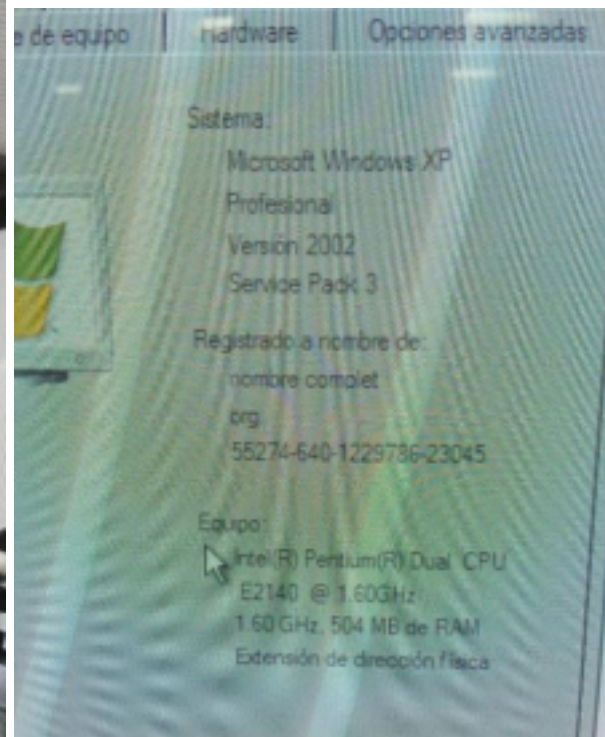 e de equipo
Hardware
Opciones avanzadas
Sistema:
Microsoft Windows XP
Profesional
Versión 2002
Service Pack 3
Registrado a nombre de:
nombre complet
org
55274-640-1229786-23045
Equipo:
Intel(R) Pentium(R) Dual CPU
E2140 @ 1.60GHz
1.60 GHz, 504 MB de RAM
Extensión de dirección física